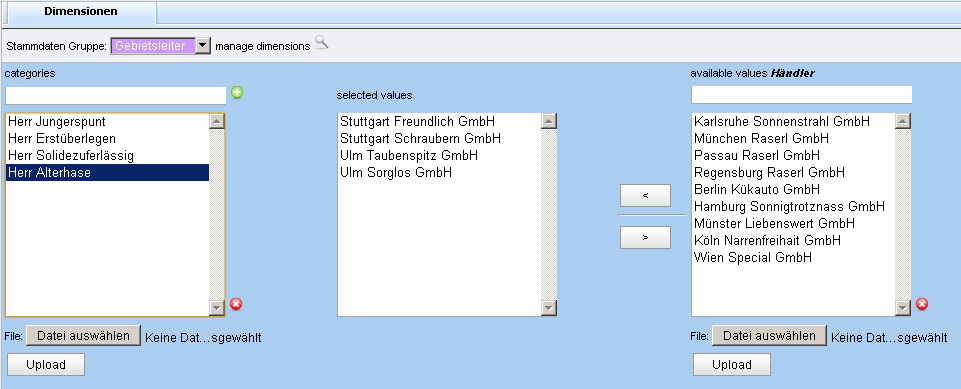 Dimensionen
Stammdaten Gruppe: Gebietsleiter manage dimensions
categories
Herr Jungerspunt
Herr Erstüberlegen
Herr Solidezuferlässig
Herr Alterhase
File: Datei auswählen Keine Dat...sgewählt
Upload
selected values
Stuttgart Freundlich GmbH
Stuttgart Schraubern GmbH
Ulm Taubenspitz GmbH
Ulm Sorglos GmbH
<
>
available values Händler
Karlsruhe Sonnenstrahl GmbH
München Raserl GmbH
Passau Raserl GmbH
Regensburg Raserl GmbH
Berlin Kükauto GmbH
Hamburg Sonnigtrotznass GmbH
Münster Liebenswert GmbH
Köln Narrenfreihait GmbH
Wien Special GmbH
File: Datei auswählen Keine Dat...sgewählt
Upload